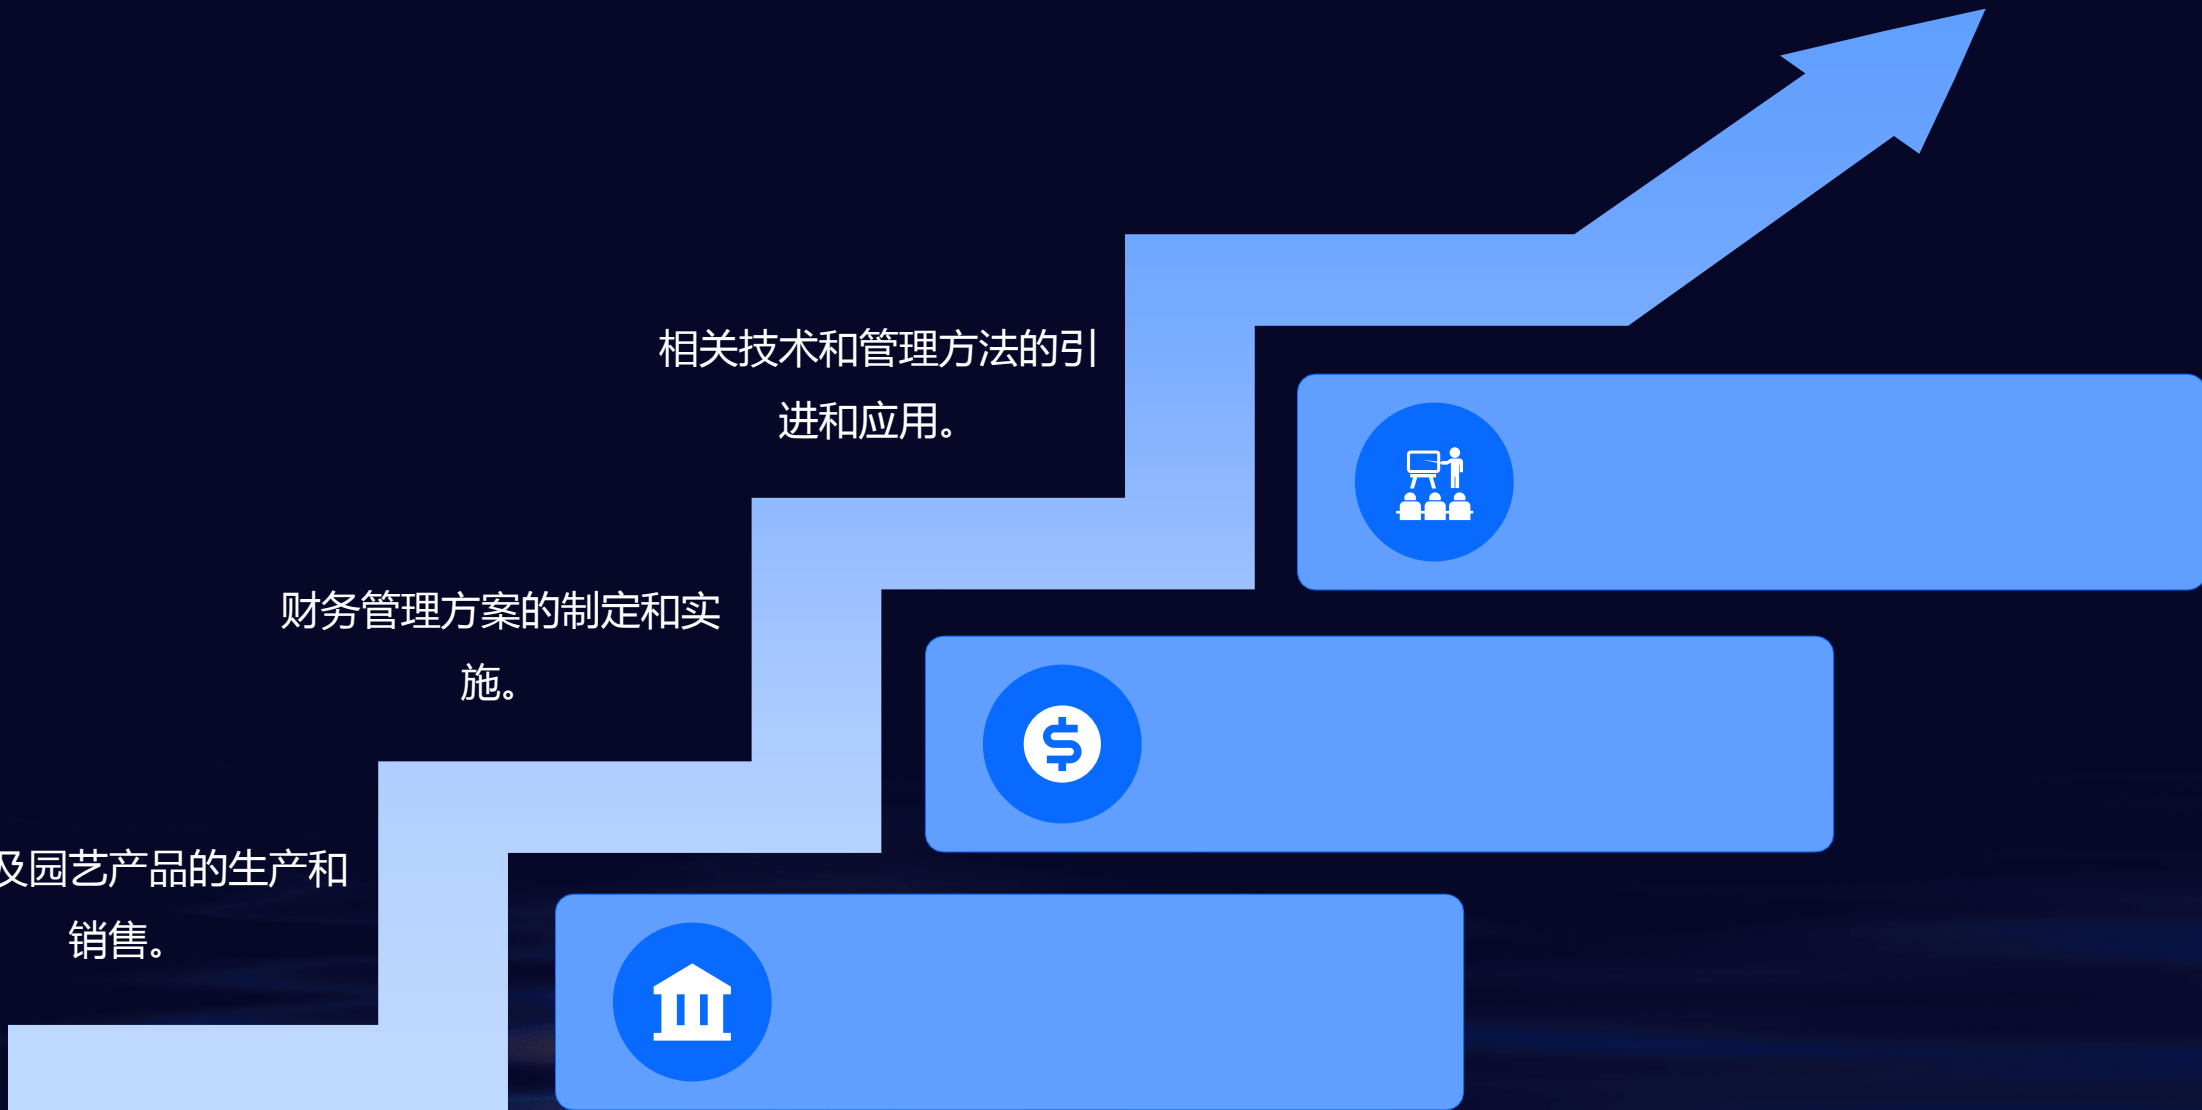 相关技术和管理方法的引
进和应用。
财务管理方案的制定和实
施。
及园艺产品的生产和
销售。